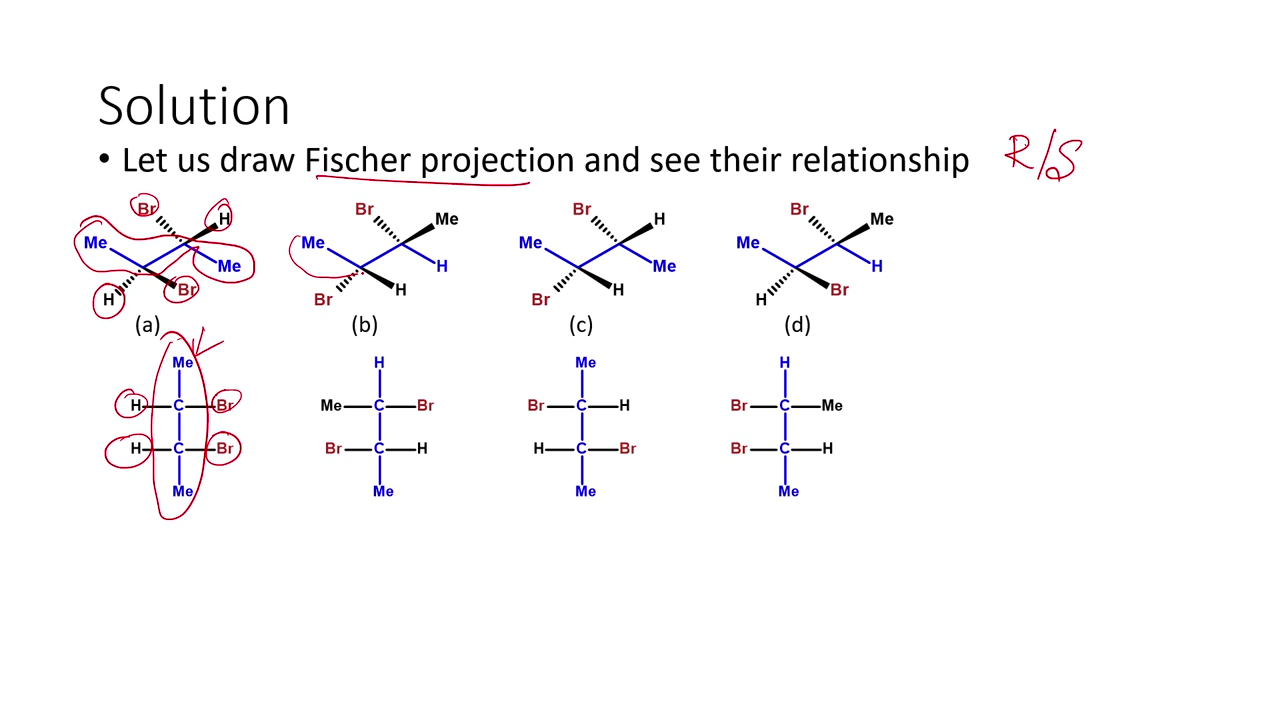 Solution
• Let us draw Fischer projection and see their relationship R/S
Br H Br Me Br H Br Me
Me Me Me H Me Me Me H
H Br Br H Br H H Br
(a) (b) (c) (d)
Me H Me H
H C Br Me C Br Br C H Br C Me
H C Br Br C H H C Br Br C H
Me Me Me Me